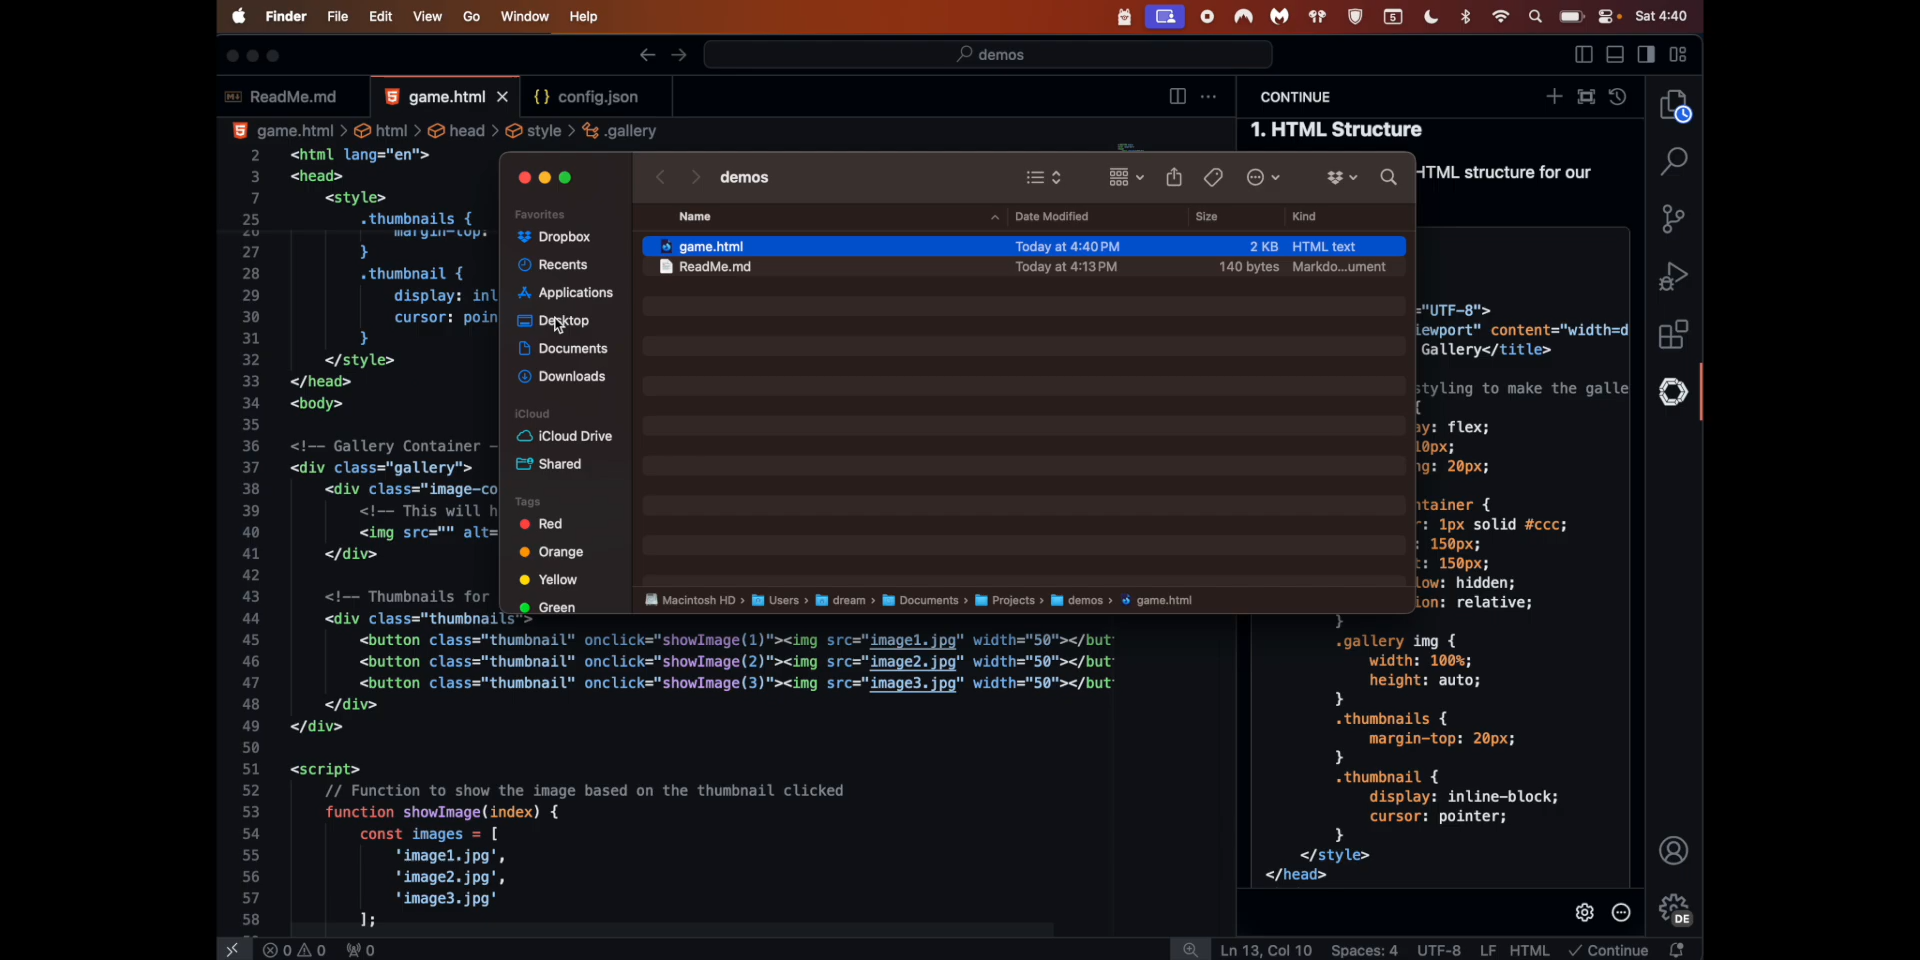 Finder File Edit View Go Window Help
5
Sat 4:40
demos
ReadMe.md
game.html
config.json
CONTINUE
game.html > html > head > style > .gallery
1. HTML Structure
2 <html lang="en">
3 <head>
7 <style>
25 .thumbnails {
26 margin-top:
27 }
28 .thumbnail {
29 display: inl
30 cursor: poin
31 }
32 </style>
33 </head>
34 <body>
35
36 <!-- Gallery Container -
37 <div class="gallery">
38 <div class="image-co
39 <!-- This will h
40 <img src="" alt=
41 </div>
42
43 <!-- Thumbnails for
44 <div class="thumbnails">
45 <button class="thumbnail" onclick="showImage(1)"><img src="image1.jpg" width="50"></but
46 <button class="thumbnail" onclick="showImage(2)"><img src="image2.jpg" width="50"></but
47 <button class="thumbnail" onclick="showImage(3)"><img src="image3.jpg" width="50"></but
48 </div>
49 </div>
50
51 <script>
52 // Function to show the image based on the thumbnail clicked
53 function showImage(index) {
54 const images = [
55 'image1.jpg',
56 'image2.jpg',
57 'image3.jpg'
58 ];
demos
Favorites
Dropbox
Recents
Applications
Desktop
Documents
Downloads
iCloud
iCloud Drive
Shared
Tags
Red
Orange
Yellow
Green
Name Date Modified Size Kind
game.html Today at 4:40 PM 2 KB HTML text
ReadMe.md Today at 4:13 PM 140 bytes Markdo...ument
Macintosh HD > Users > dream > Documents > Projects > demos > game.html
HTML structure for our
="UTF-8">
iewport" content="width=d
Gallery</title>
styling to make the galle
{
ay: flex;
10px;
ng: 20px;
ntainer {
r: 1px solid #ccc;
: 150px;
t: 150px;
low: hidden;
ion: relative;
}
.gallery img {
width: 100%;
height: auto;
}
.thumbnails {
margin-top: 20px;
}
.thumbnail {
display: inline-block;
cursor: pointer;
}
</style>
</head>
DE
0 0 0
Ln 13, Col 10 Spaces: 4 UTF-8 LF HTML Continue